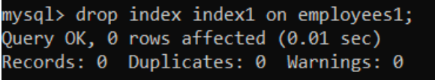 mysql> drop index index1 on employees1;
Query OK, 0 rows affected (0.01 sec)
Records: 0  Duplicates: 0  Warnings: 0